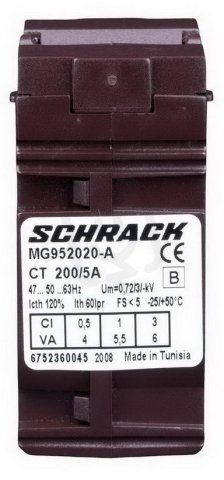 SCHRACK
MG952020-A CE
CT 200/5A
47... 50 ...63Hz Um=0,72/3/-kV B
Icth 120% Ith 60Ipr FS < 5 -25/+50°C
CI 0,5 1 3
VA 4 5,5 6
6752360045 2008 Made in Tunisia